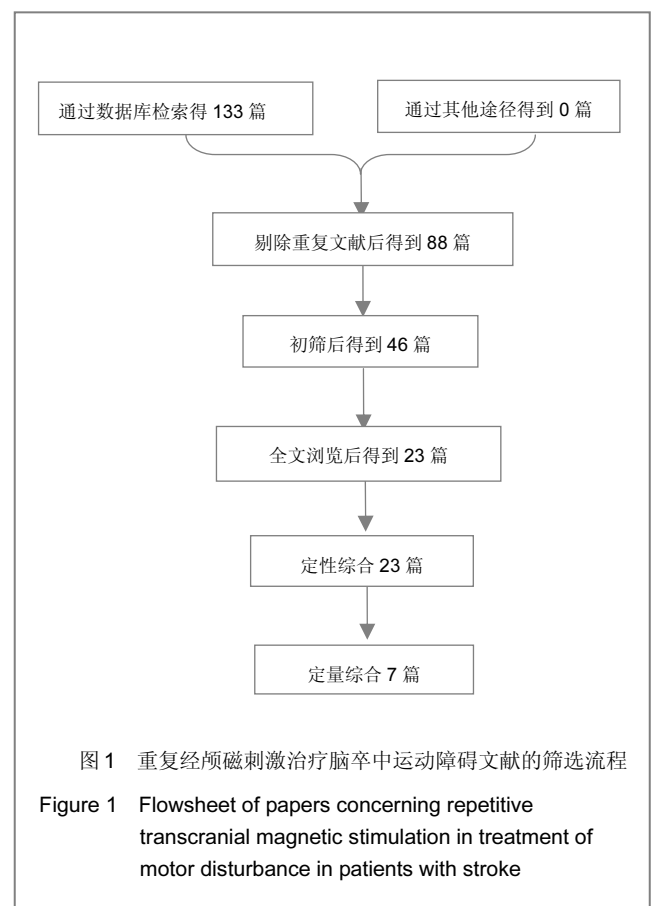 通过数据库检索得 133 篇
通过其他途径得到 0 篇
剔除重复文献后得到 88 篇
初筛后得到 46 篇
全文浏览后得到 23 篇
定性综合 23 篇
定量综合 7 篇
图 1 重复经颅磁刺激治疗脑卒中运动障碍文献的筛选流程
Figure 1 Flowsheet of papers concerning repetitive
transcranial magnetic stimulation in treatment of
motor disturbance in patients with stroke